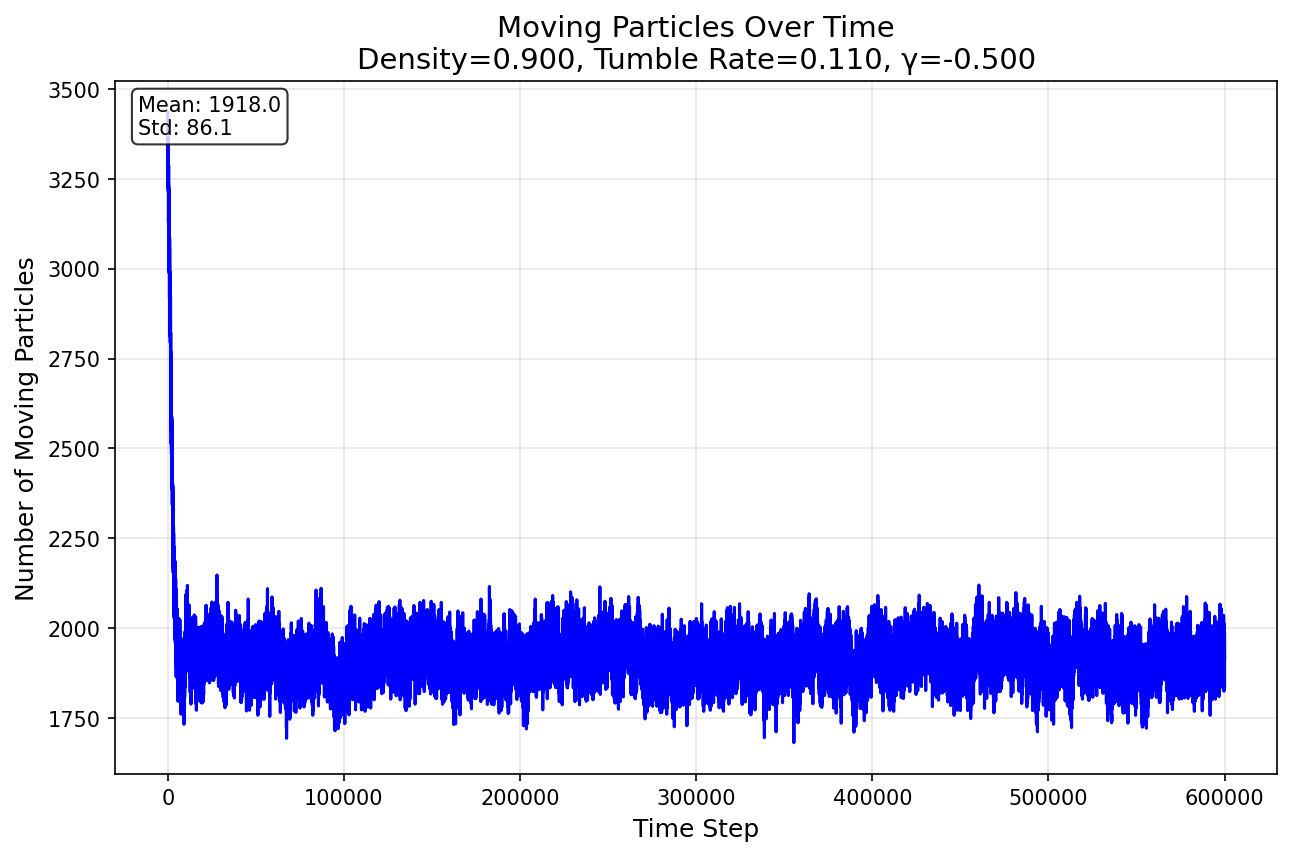 Moving Particles Over Time
Density=0.900, Tumble Rate=0.110, γ=-0.500
Mean: 1918.0
Std: 86.1
Number of Moving Particles
3500
3250
3000
2750
2500
2250
2000
1750
0 100000 200000 300000 400000 500000 600000
Time Step